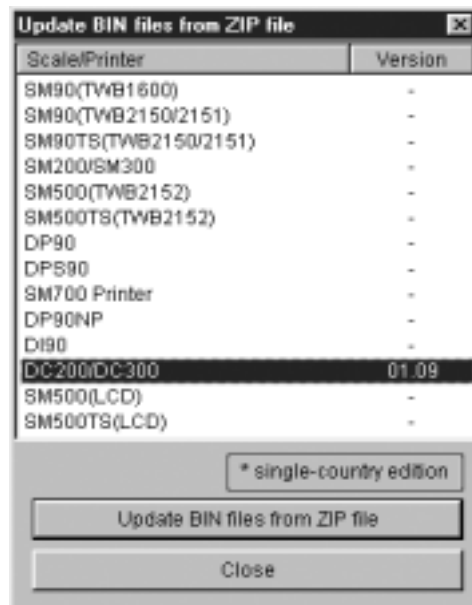 Update BIN files from ZIP file
Scale/Printer Version
SM90(TWB1600) -
SM90(TWB2150/2151) -
SM90TS(TWB2150/2151) -
SM200/SM300 -
SM500(TWB2152) -
SM500TS(TWB2152) -
DP90 -
DPS90 -
SM700 Printer -
DP90NP -
DI90 -
DC200/DC300 01.09
SM500(LCD) -
SM500TS(LCD) -
* single-country edition
Update BIN files from ZIP file
Close